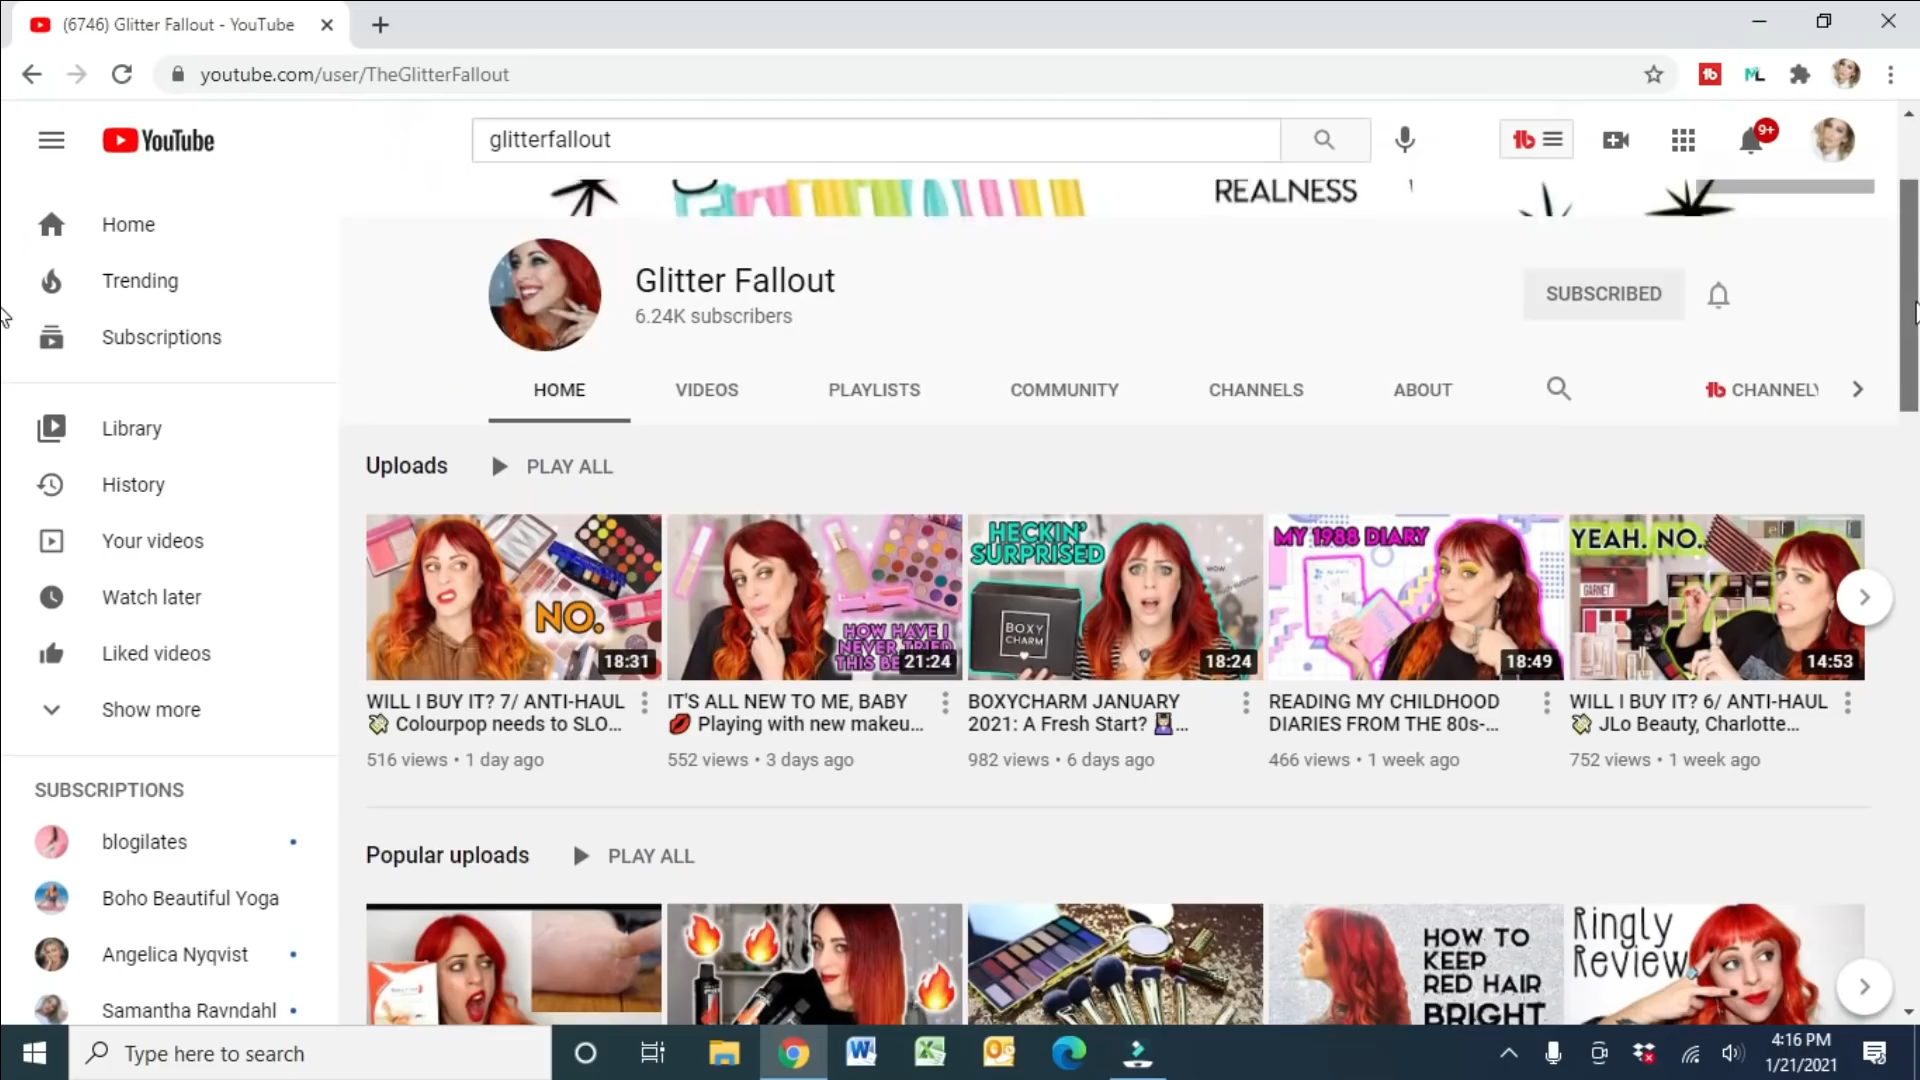 (6746) Glitter Fallout - YouTube
youtube.com/user/TheGlitterFallout
YouTube
glitterfallout
9+
REALNESS
Home
Trending
Subscriptions
Library
History
Your videos
Watch later
Liked videos
Show more
SUBSCRIPTIONS
blogilates
Boho Beautiful Yoga
Angelica Nyqvist
Samantha Ravndahl
Glitter Fallout
6.24K subscribers
SUBSCRIBED
HOME
VIDEOS
PLAYLISTS
COMMUNITY
CHANNELS
ABOUT
CHANNELY
Uploads
PLAY ALL
NO.
18:31
WILL I BUY IT? 7/ ANTI-HAUL
Colourpop needs to SLO...
516 views • 1 day ago
HOW HAVE I
NEVER TRIED
THIS BE
21:24
IT'S ALL NEW TO ME, BABY
Playing with new makeu...
552 views • 3 days ago
HECKIN'
SURPRISED
WOW
BOXY
CHARM
18:24
BOXYCHARM JANUARY
2021: A Fresh Start?
982 views • 6 days ago
MY 1988 DIARY
18:49
READING MY CHILDHOOD
DIARIES FROM THE 80s-...
466 views • 1 week ago
YEAH. NO.
GARNET
14:53
WILL I BUY IT? 6/ ANTI-HAUL
JLo Beauty, Charlotte...
752 views • 1 week ago
Popular uploads
PLAY ALL
HOW TO
KEEP
RED HAIR
BRIGHT
Ringly
Review
Type here to search
4:16 PM
1/21/2021